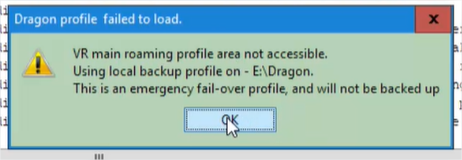 Dragon profile failed to load.
x
VR main roaming profile area not accessible.
Using local backup profile on - E:\Dragon.
This is an emergency fail-over profile, and will not be backed up
OK